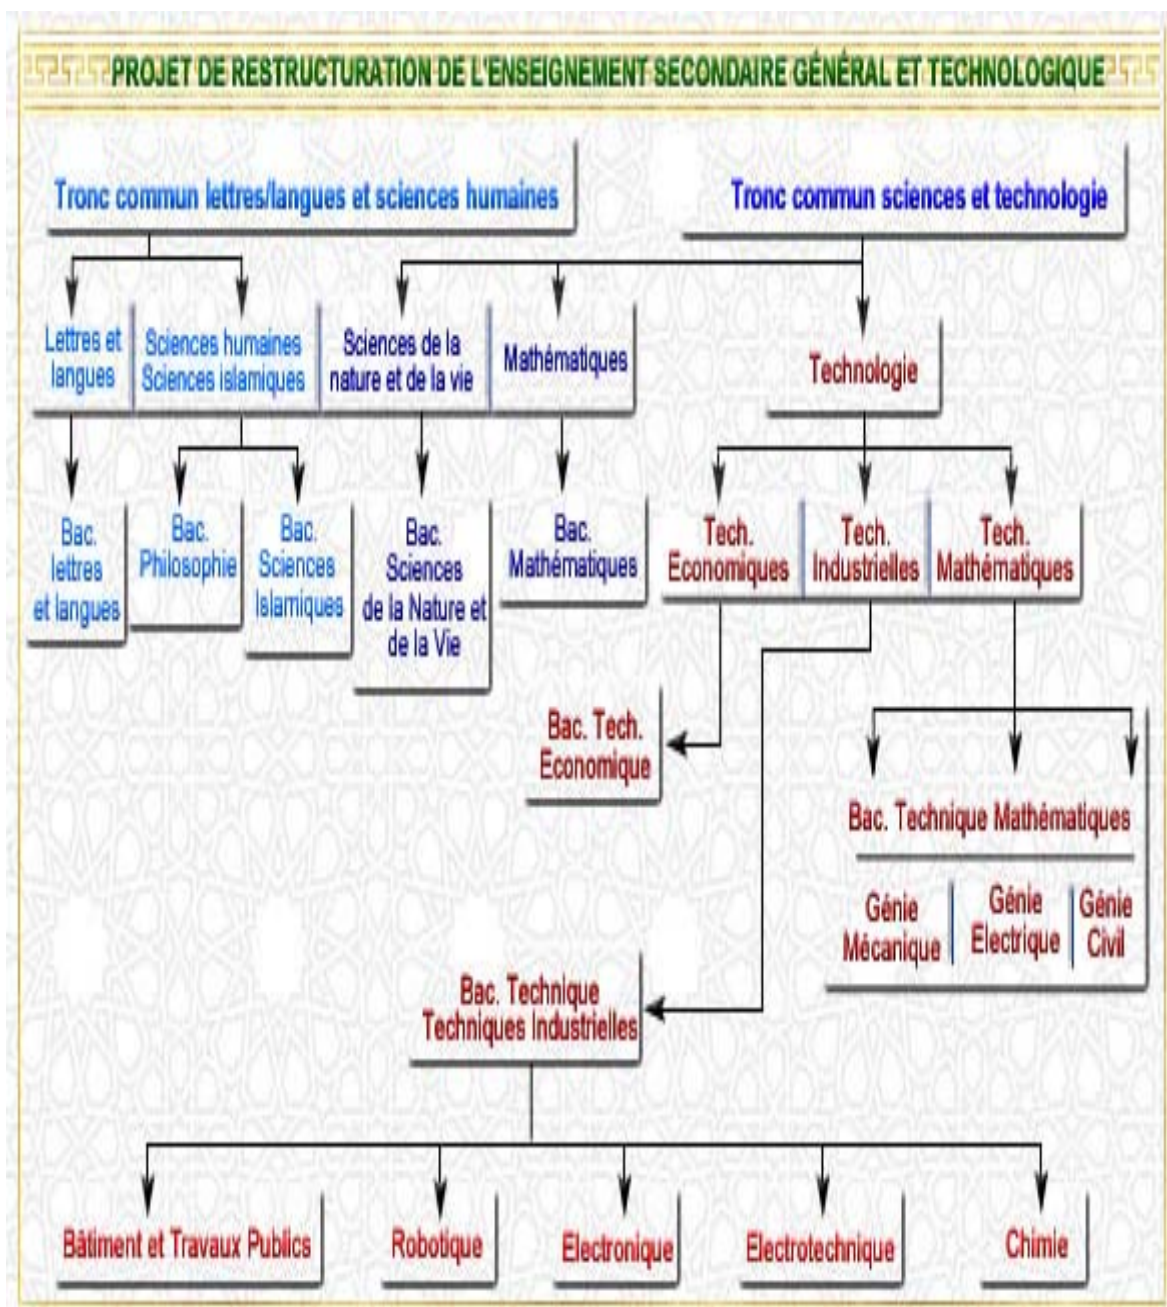 PROJET DE RESTRUCTURATION DE L'ENSEIGNEMENT SECONDAIRE GÉNÉRAL ET TECHNOLOGIQUE
Tronc commun lettres/langues et sciences humaines
Tronc commun sciences et technologie
Lettres et
langues
Sciences humaines
Sciences islamiques
Sciences de la
nature et de la vie
Mathématiques
Technologie
Bac.
lettres
et langues
Bac.
Philosophie
Bac.
Sciences
Islamiques
Bac.
Sciences
de la Nature et
de la Vie
Bac.
Mathématiques
Tech.
Economiques
Tech.
Industrielles
Tech.
Mathématiques
Bac. Tech.
Economique
Bac. Technique Mathématiques
Génie
Mécanique
Génie
Electrique
Génie
Civil
Bac. Technique
Techniques Industrielles
Bâtiment et Travaux Publics
Robotique
Electronique
Electrotechnique
Chimie